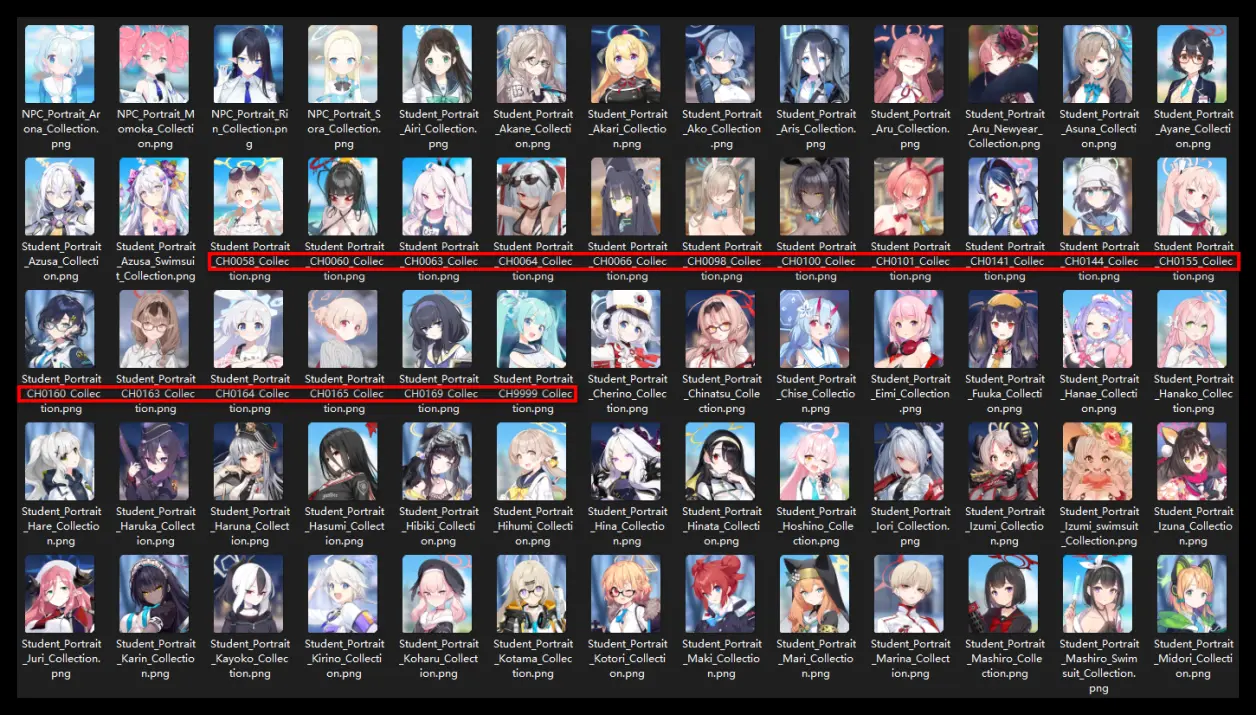 NPC_Portrait_Ar
ona_Collection.
png
NPC_Portrait_M
omoka_Collecti
on.png
NPC_Portrait_Ri
n_Collection.pn
g
NPC_Portrait_S
ora_Collection.
png
Student_Portrait
_Airi_Collection.
png
Student_Portrait
_Akane_Collecti
on.png
Student_Portrait
_Akari_Collectio
n.png
Student_Portrait
_Ako_Collection
.png
Student_Portrait
_Aris_Collection.
png
Student_Portrait
_Aru_Collection.
png
Student_Portrait
_Aru_Newyear_
Collection.png
Student_Portrait
_Asuna_Collecti
on.png
Student_Portrait
_Ayane_Collecti
on.png
Student_Portrait
_Azusa_Collecti
on.png
Student_Portrait
_Azusa_Swimsui
t_Collection.png
Student_Portrait
_CH0058_Collec
tion.png
Student_Portrait
_CH0060_Collec
tion.png
Student_Portrait
_CH0063_Collec
tion.png
Student_Portrait
_CH0064_Collec
tion.png
Student_Portrait
_CH0066_Collec
tion.png
Student_Portrait
_CH0098_Collec
tion.png
Student_Portrait
_CH0100_Collec
tion.png
Student_Portrait
_CH0101_Collec
tion.png
Student_Portrait
_CH0141_Collec
tion.png
Student_Portrait
_CH0144_Collec
tion.png
Student_Portrait
_CH0155_Collec
tion.png
Student_Portrait
_CH0160_Collec
tion.png
Student_Portrait
_CH0163_Collec
tion.png
Student_Portrait
_CH0164_Collec
tion.png
Student_Portrait
_CH0165_Collec
tion.png
Student_Portrait
_CH0169_Collec
tion.png
Student_Portrait
_CH9999_Collec
tion.png
Student_Portrait
_Cherino_Collec
tion.png
Student_Portrait
_Chinatsu_Colle
ction.png
Student_Portrait
_Chise_Collectio
n.png
Student_Portrait
_Eimi_Collection
.png
Student_Portrait
_Fuuka_Collecti
on.png
Student_Portrait
_Hanae_Collecti
on.png
Student_Portrait
_Hanako_Collec
tion.png
Student_Portrait
_Hare_Collectio
n.png
Student_Portrait
_Haruka_Collect
ion.png
Student_Portrait
_Haruna_Collect
ion.png
Student_Portrait
_Hasumi_Collect
ion.png
Student_Portrait
_Hibiki_Collecti
on.png
Student_Portrait
_Hihumi_Collecti
on.png
Student_Portrait
_Hina_Collectio
n.png
Student_Portrait
_Hinata_Collecti
on.png
Student_Portrait
_Hoshino_Colle
ction.png
Student_Portrait
_Iori_Collection.
png
Student_Portrait
_Izumi_Collectio
n.png
Student_Portrait
_Izumi_swimsuit
_Collection.png
Student_Portrait
_Izuna_Collectio
n.png
Student_Portrait
_Juri_Collection.
png
Student_Portrait
_Karin_Collectio
n.png
Student_Portrait
_Kayoko_Collec
tion.png
Student_Portrait
_Kirino_Collecti
on.png
Student_Portrait
_Koharu_Collect
ion.png
Student_Portrait
_Kotama_Collec
tion.png
Student_Portrait
_Kotori_Collecti
on.png
Student_Portrait
_Maki_Collectio
n.png
Student_Portrait
_Mari_Collection
.png
Student_Portrait
_Marina_Collect
ion.png
Student_Portrait
_Mashiro_Colle
ction.png
Student_Portrait
_Mashiro_Swim
suit_Collection.
png
Student_Portrait
_Midori_Collecti
on.png